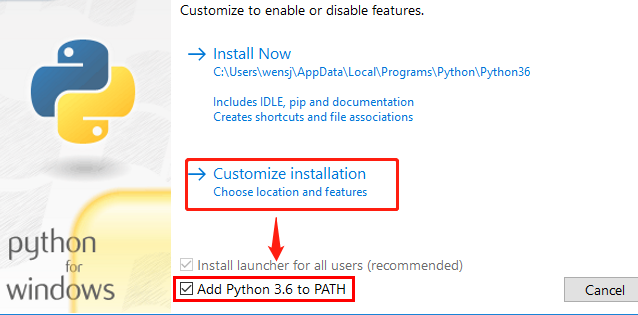 Customize to enable or disable features.
Install Now
C:\Users\wensj\AppData\Local\Programs\Python\Python36
Includes IDLE, pip and documentation
Creates shortcuts and file associations
Customize installation
Choose location and features
Install launcher for all users (recommended)
Add Python 3.6 to PATH
Cancel
python
for
windows